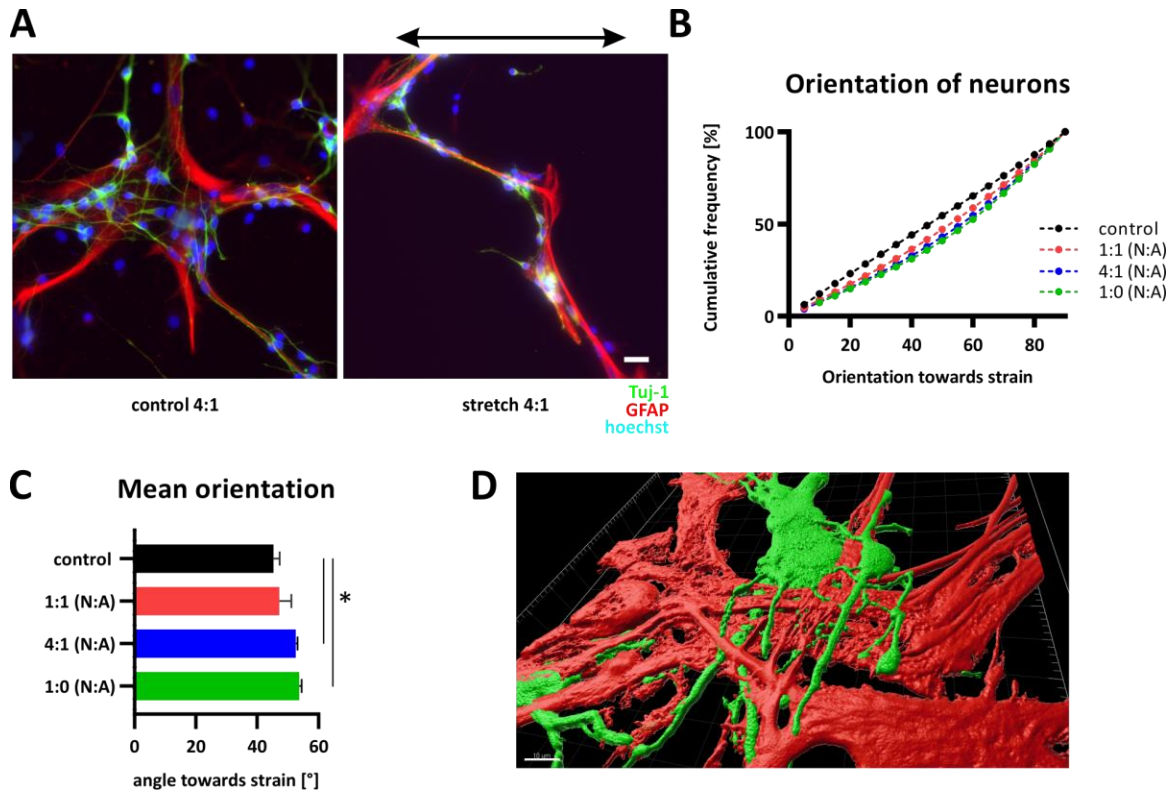 A
control 4:1
stretch 4:1
Tuj-1
GFAP
hoechst
B
Orientation of neurons
Cumulative frequency [%]
100
50
0
0 20 40 60 80
Orientation towards strain
control
1:1 (N:A)
4:1 (N:A)
1:0 (N:A)
C
Mean orientation
control
1:1 (N:A)
4:1 (N:A)
1:0 (N:A)
*
0 20 40 60
angle towards strain [°]
D
10 µm